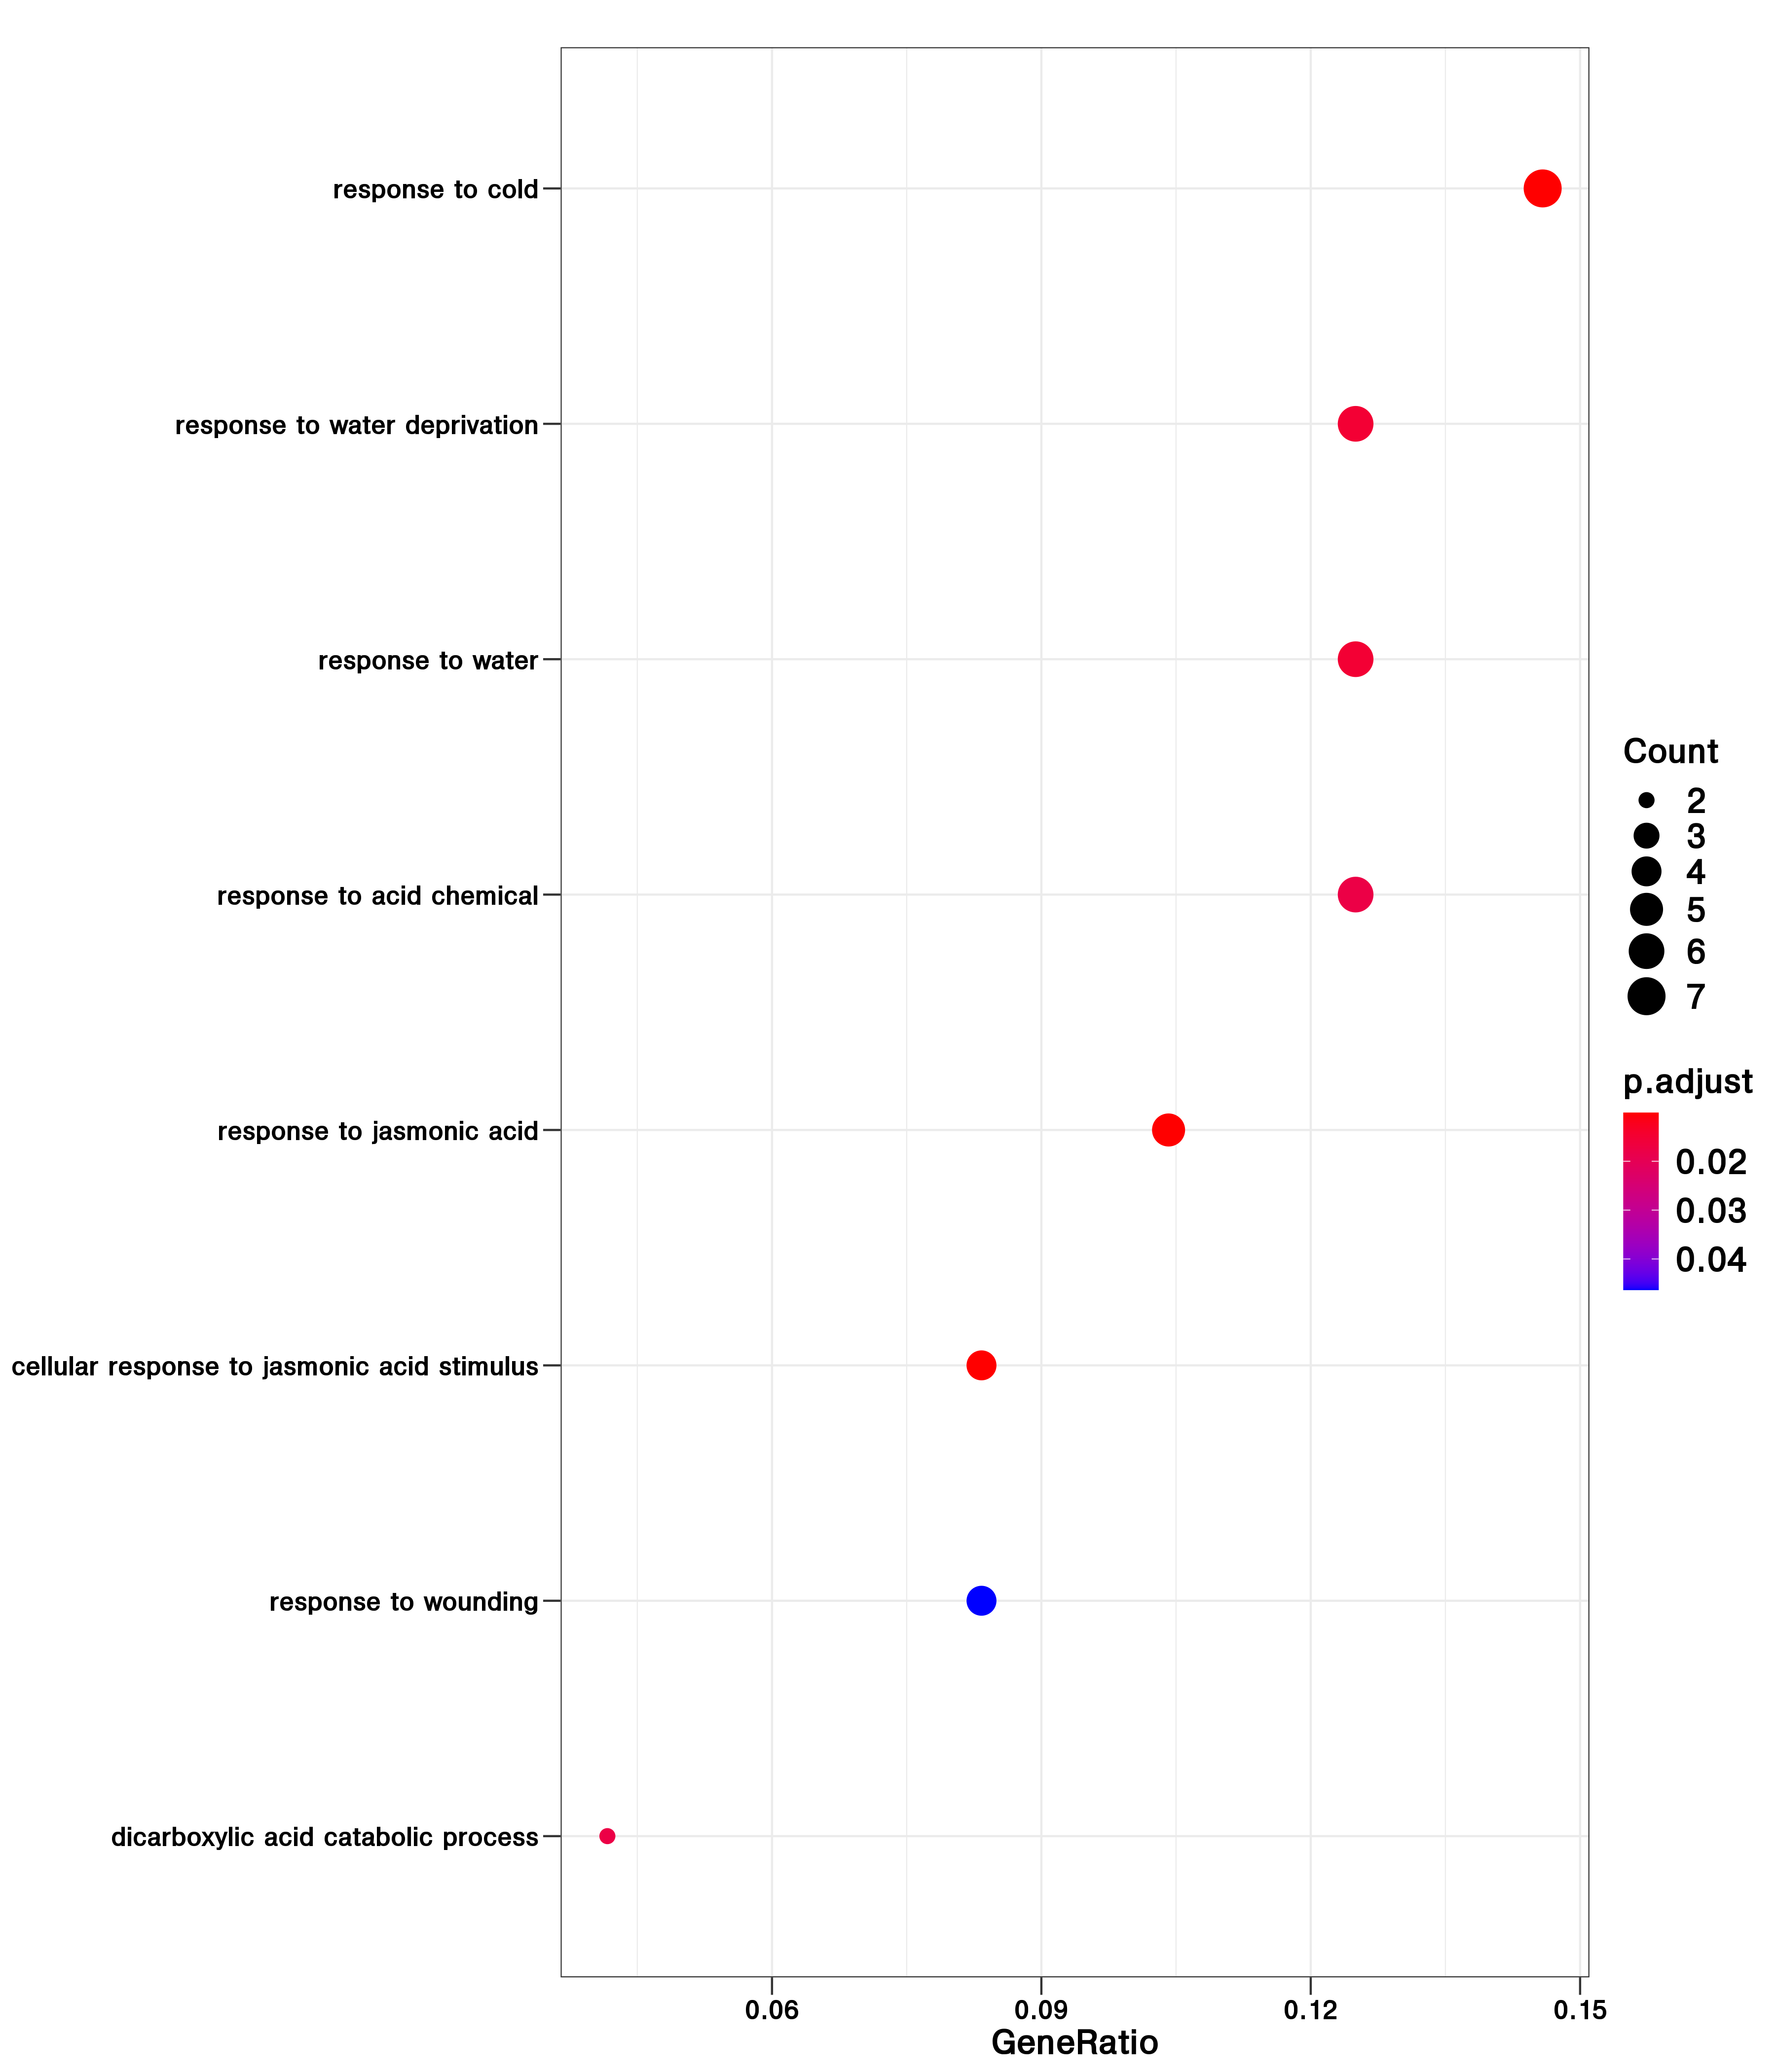 response to cold
response to water deprivation
response to water
response to acid chemical
response to jasmonic acid
cellular response to jasmonic acid stimulus
response to wounding
dicarboxylic acid catabolic process
0.06
0.09
0.12
0.15
GeneRatio
Count
2
3
4
5
6
7
p.adjust
0.02
0.03
0.04